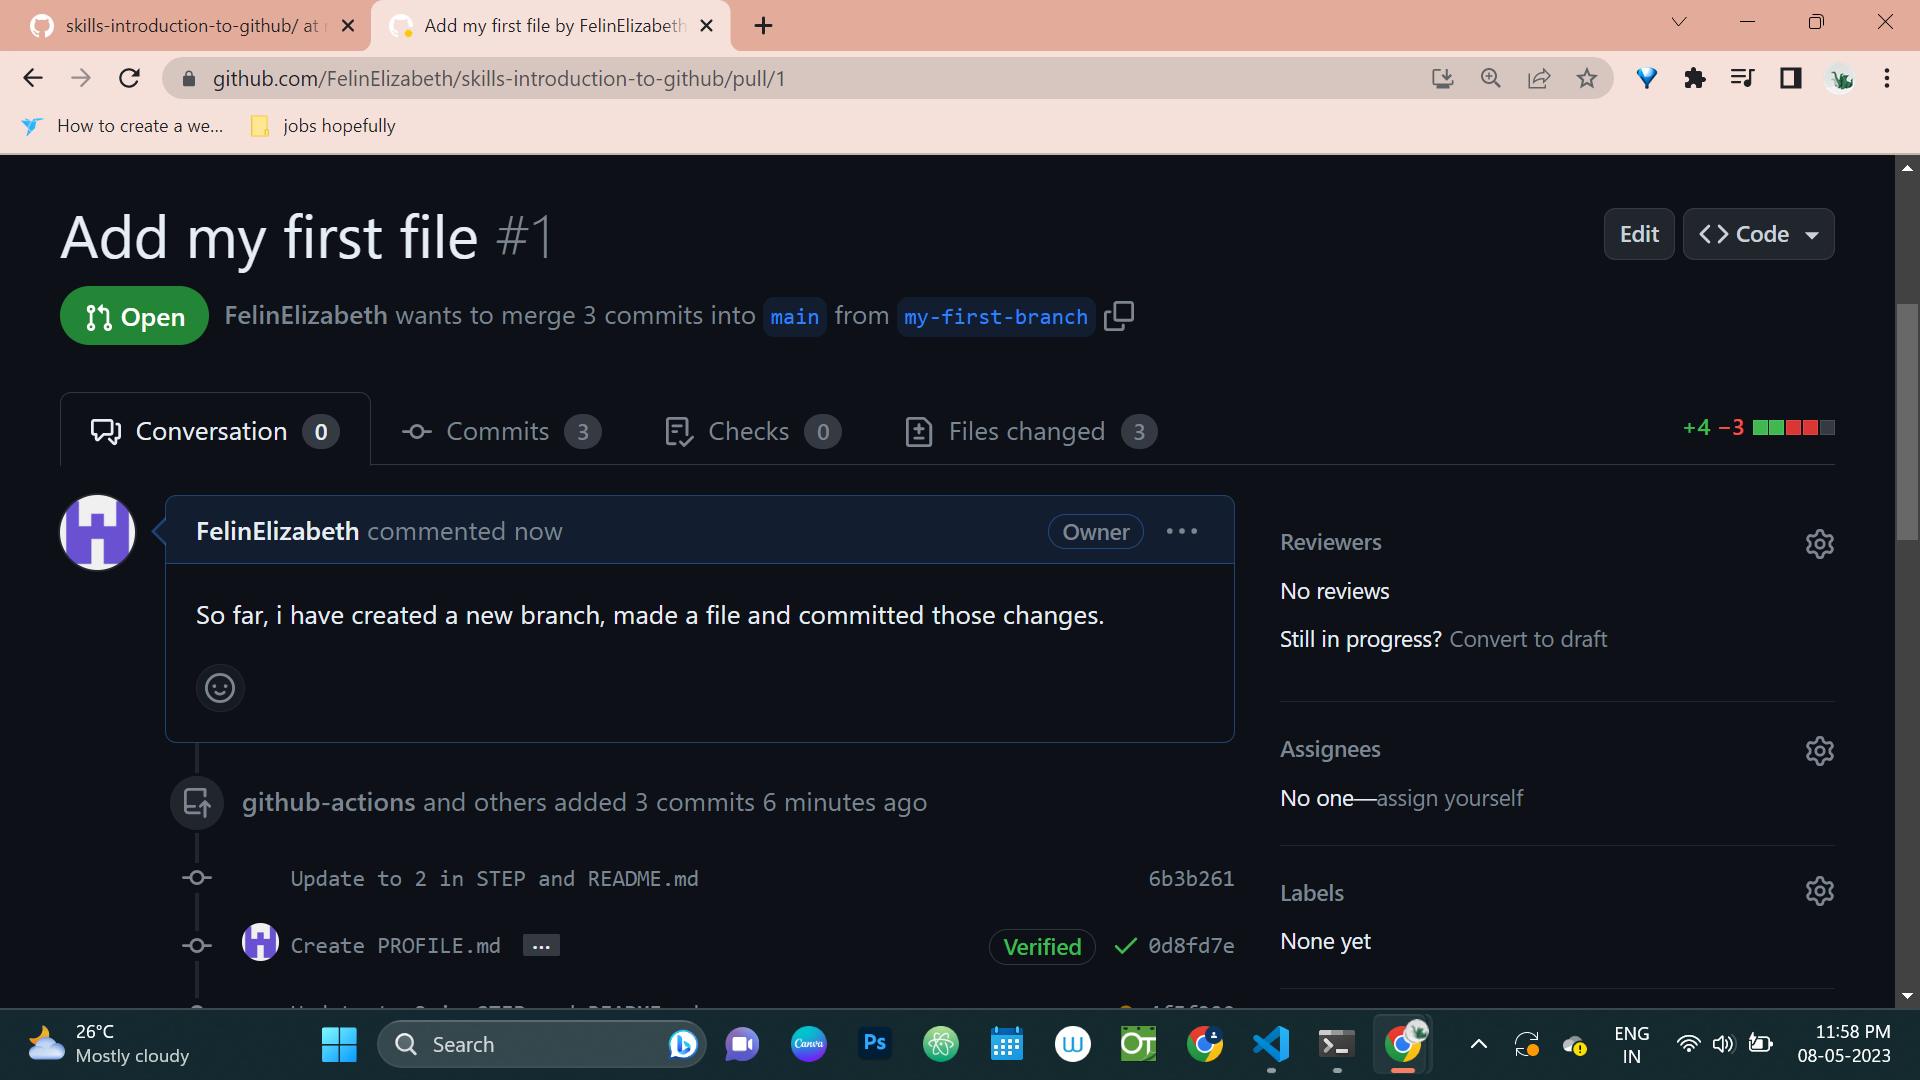 skills-introduction-to-github/ at
Add my first file by FelinElizabeth
github.com/FelinElizabeth/skills-introduction-to-github/pull/1
How to create a we...
jobs hopefully
Add my first file #1
Edit
Code
Open
FelinElizabeth wants to merge 3 commits into main from my-first-branch
Conversation 0
Commits 3
Checks 0
Files changed 3
+4 −3
FelinElizabeth commented now
Owner
So far, i have created a new branch, made a file and committed those changes.
Reviewers
No reviews
Still in progress? Convert to draft
Assignees
No one—assign yourself
Labels
None yet
github-actions and others added 3 commits 6 minutes ago
Update to 2 in STEP and README.md
6b3b261
Create PROFILE.md ...
Verified
0d8fd7e
26°C
Mostly cloudy
Search
Canva
Ps
W
OT
ENG
IN
11:58 PM
08-05-2023